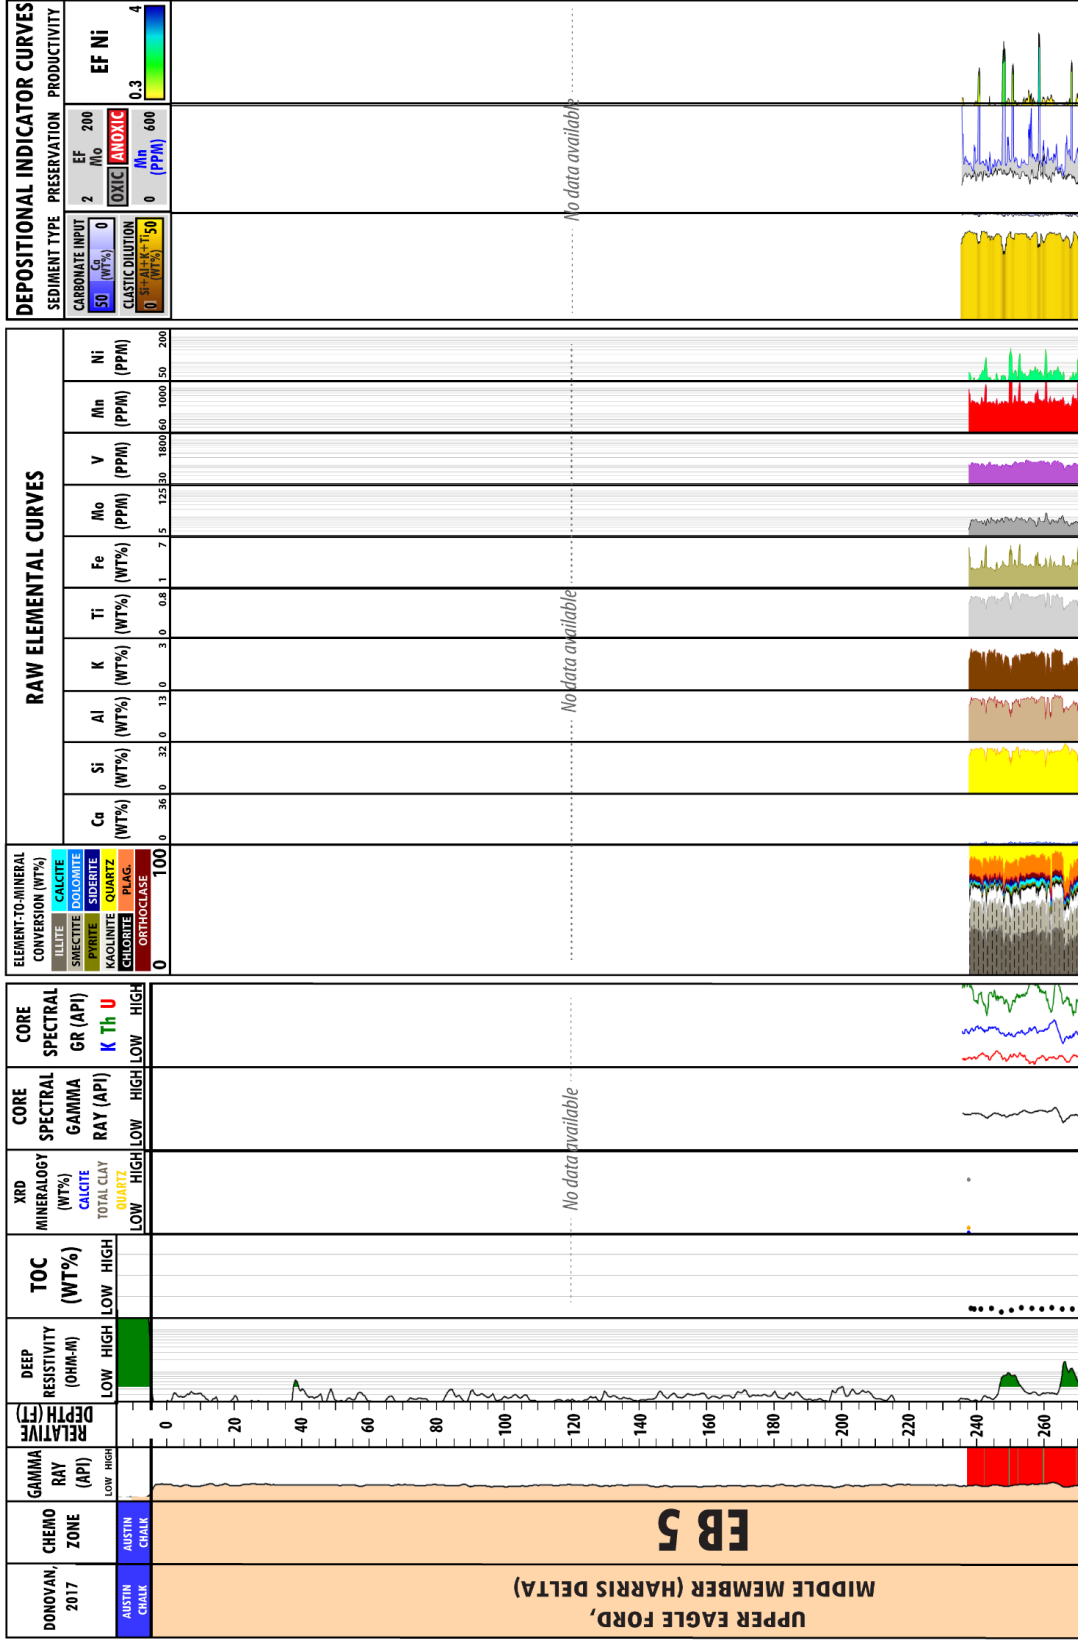 DEPOSITIONAL INDICATOR CURVES
SEDIMENT TYPE PRESERVATION PRODUCTIVITY
CARBONATE INPUT
50 Ca (WT%) 0
CLASTIC DILUTION
0 Si+Al+K+Ti (WT%) 50
2 EF Mo 200
OXIC ANOXIC
0 Mn (PPM) 600
EF Ni
0.3 4
No data available
RAW ELEMENTAL CURVES
Ca (WT%)
0 36
Si (WT%)
0 32
Al (WT%)
0 13
K (WT%)
0 3
Ti (WT%)
0 0.8
Fe (WT%)
1 7
Mo (PPM)
5 125
V (PPM)
30 1800
Mn (PPM)
60 1000
Ni (PPM)
50 200
No data available
ELEMENT-TO-MINERAL
CONVERSION (WT%)
ILLITE CALCITE
SMECTITE DOLOMITE
PYRITE SIDERITE
KAOLINITE QUARTZ
CHLORITE PLAG.
ORTHOCLASE
0 100
CORE
SPECTRAL
GR (API)
K Th U
LOW HIGH
CORE
SPECTRAL
GAMMA
RAY (API)
LOW HIGH
XRD
MINERALOGY
(WT%)
CALCITE
TOTAL CLAY
QUARTZ
LOW HIGH
No data available
TOC
(WT%)
LOW HIGH
DEEP
RESISTIVITY
(OHM-M)
LOW HIGH
RELATIVE
DEPTH (FT)
0
20
40
60
80
100
120
140
160
180
200
220
240
260
GAMMA
RAY
(API)
LOW HIGH
CHEMO
ZONE
AUSTIN
CHALK
EB 5
DONOVAN,
2017
AUSTIN
CHALK
UPPER EAGLE FORD,
MIDDLE MEMBER (HARRIS DELTA)